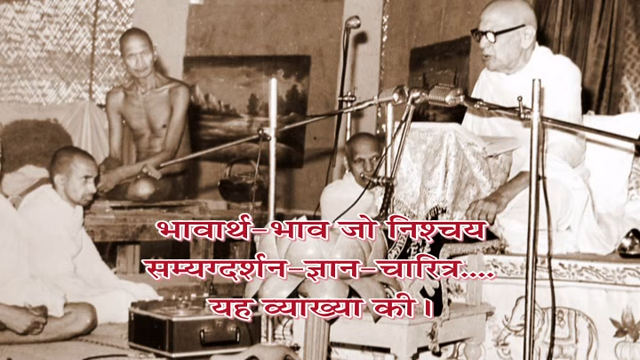 भावार्थ-भाव जो निश्चय
सम्यग्दर्शन-ज्ञान-चारित्र....
यह व्याख्या की।